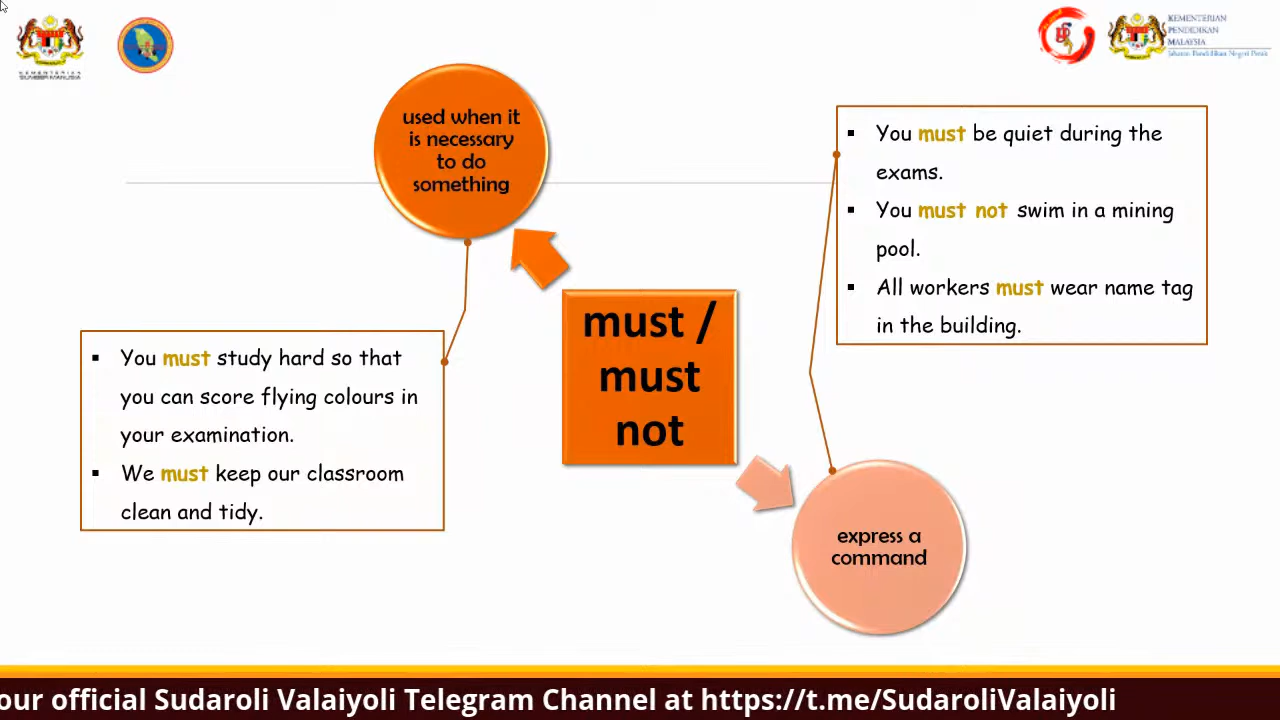 KEMENTERIAN
SUMBER MANUSIA
KEMENTERIAN
PENDIDIKAN
MALAYSIA
Jabatan Pendidikan Negeri Perak
used when it
is necessary
to do
something
You must be quiet during the
exams.
You must not swim in a mining
pool.
All workers must wear name tag
in the building.
must /
must
not
You must study hard so that
you can score flying colours in
your examination.
We must keep our classroom
clean and tidy.
express a
command
our official Sudaroli Valaiyoli Telegram Channel at https://t.me/SudaroliValaiyoli